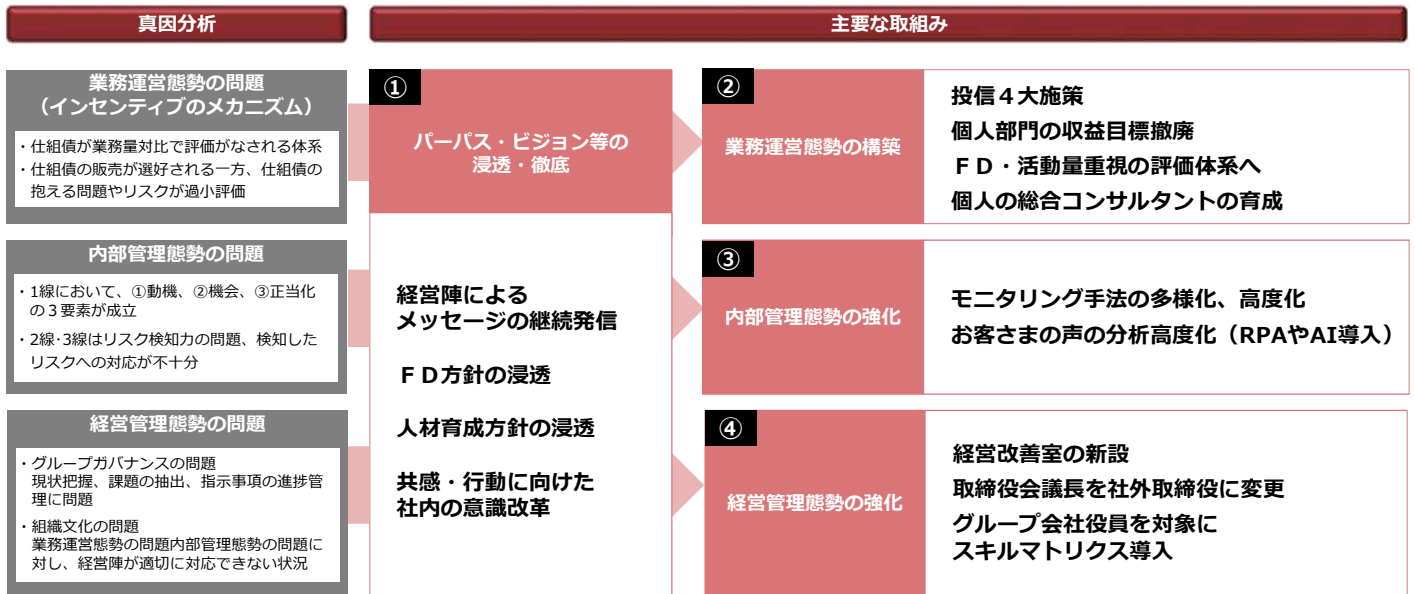 真因分析
主要な取組み
業務運営態勢の問題
（インセンティブのメカニズム）
・仕組債が業務量対比で評価がなされる体系
・仕組債の販売が選好される一方、仕組債の
抱える問題やリスクが過小評価
内部管理態勢の問題
・1線において、①動機、②機会、③正当化
の３要素が成立
・2線･3線はリスク検知力の問題、検知した
リスクへの対応が不十分
経営管理態勢の問題
・グループガバナンスの問題
現状把握、課題の抽出、指示事項の進捗管
理に問題
・組織文化の問題
業務運営態勢の問題内部管理態勢の問題に
対し、経営陣が適切に対応できない状況
①
パーパス・ビジョン等の
浸透・徹底
経営陣による
メッセージの継続発信
ＦＤ方針の浸透
人材育成方針の浸透
共感・行動に向けた
社内の意識改革
②
業務運営態勢の構築
投信４大施策
個人部門の収益目標撤廃
ＦＤ・活動量重視の評価体系へ
個人の総合コンサルタントの育成
③
内部管理態勢の強化
モニタリング手法の多様化、高度化
お客さまの声の分析高度化（RPAやAI導入）
④
経営管理態勢の強化
経営改善室の新設
取締役会議長を社外取締役に変更
グループ会社役員を対象に
スキルマトリクス導入